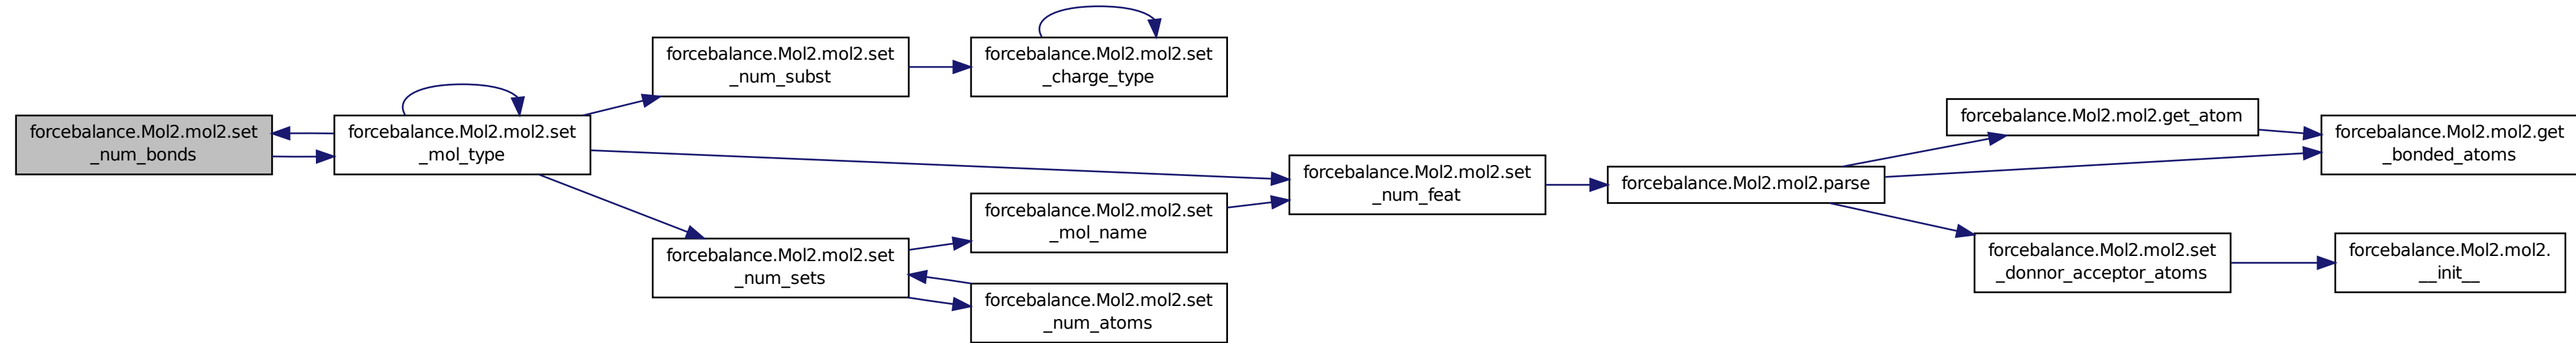 forcebalance.Mol2.mol2.set
_num_bonds
forcebalance.Mol2.mol2.set
_mol_type
forcebalance.Mol2.mol2.set
_num_subst
forcebalance.Mol2.mol2.set
_charge_type
forcebalance.Mol2.mol2.set
_num_sets
forcebalance.Mol2.mol2.set
_mol_name
forcebalance.Mol2.mol2.set
_num_atoms
forcebalance.Mol2.mol2.set
_num_feat
forcebalance.Mol2.mol2.parse
forcebalance.Mol2.mol2.get_atom
forcebalance.Mol2.mol2.get
_bonded_atoms
forcebalance.Mol2.mol2.set
_donnor_acceptor_atoms
forcebalance.Mol2.mol2.
__init__